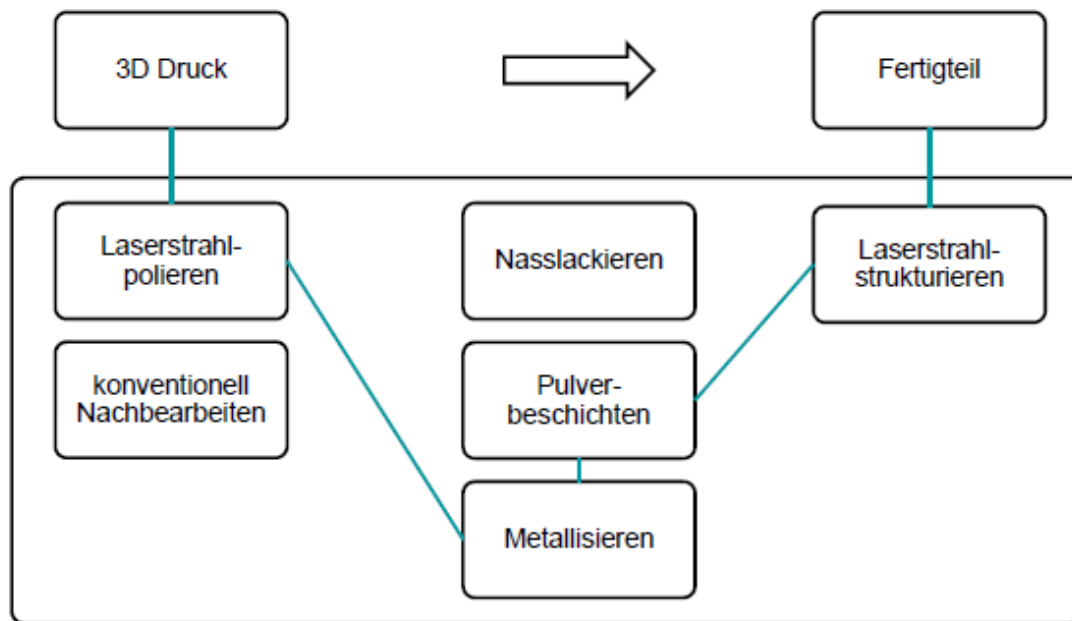 3D Druck
Fertigteil
Laserstrahl-
polieren
Nasslackieren
Laserstrahl-
strukturieren
konventionell
Nachbearbeiten
Pulver-
beschichten
Metallisieren